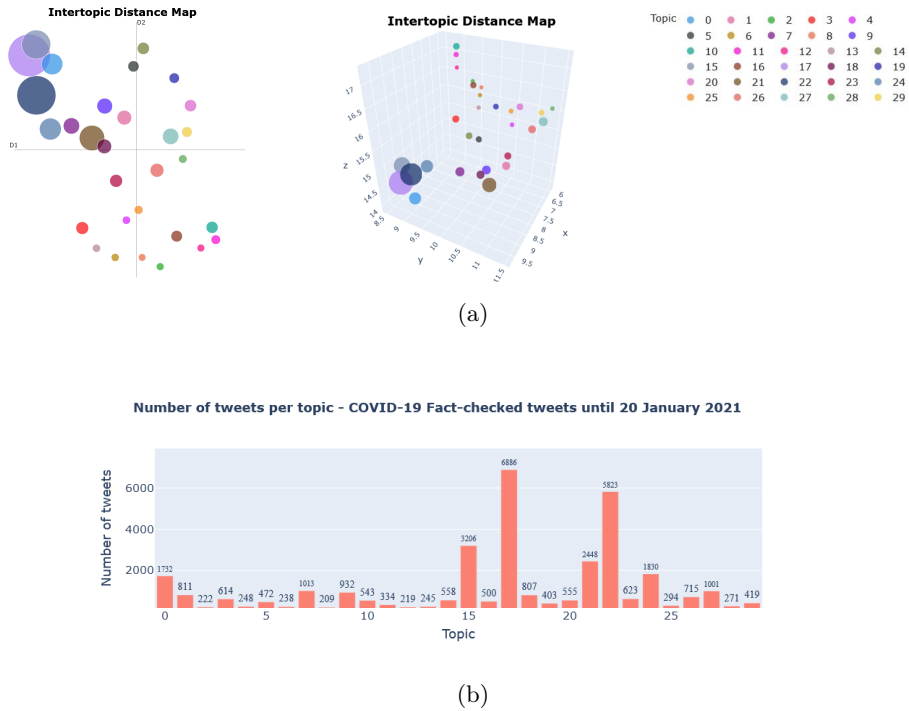 Intertopic Distance Map
D2
D1
Intertopic Distance Map
17
16.5
16
15.5
15
14.5
14
z
8.5
9
9.5
10
10.5
11
11.5
y
6
6.5
7
7.5
8
8.5
9
9.5
x
Topic 0 1 2 3 4
5 6 7 8 9
10 11 12 13 14
15 16 17 18 19
20 21 22 23 24
25 26 27 28 29
(a)
Number of tweets per topic - COVID-19 Fact-checked tweets until 20 January 2021
Number of tweets
6000
4000
2000
1732 811 222 614 248 472 238 1013 209 932 543 334 219 245 558 3206 500 6886 807 403 555 2448 5823 623 1830 294 715 1001 271 419
0 5 10 15 20 25
Topic
(b)